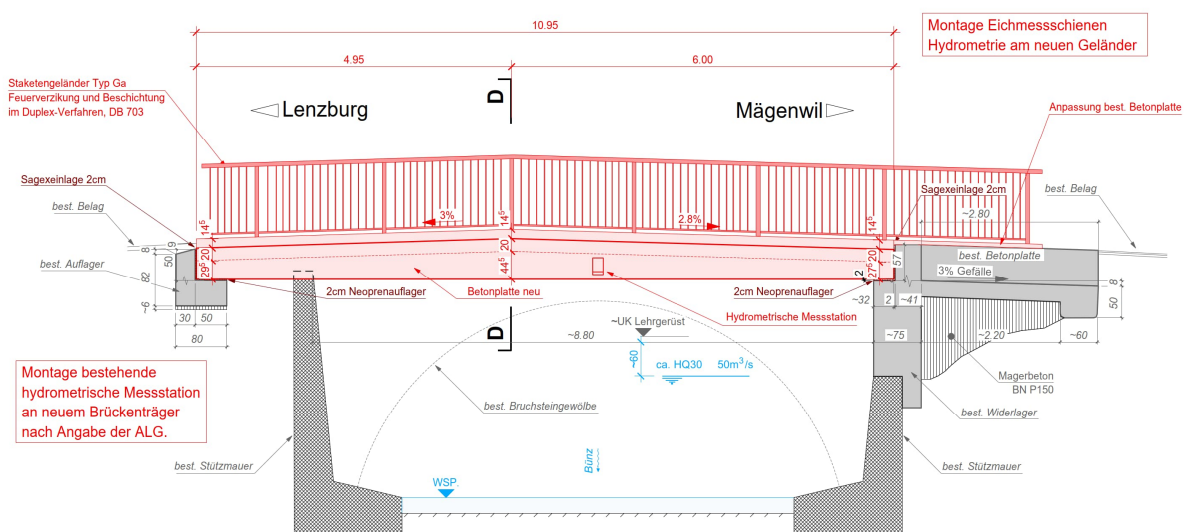 10.95
4.95
6.00
Montage Eichmessschienen
Hydrometrie am neuen Geländer
Staketengeländer Typ Ga
Feuerverzikung und Beschichtung
im Duplex-Verfahren, DB 703
D
Lenzburg
Mägenwil
Anpassung best. Betonplatte
Sagexeinlage 2cm
best. Belag
Sagexeinlage 2cm
best. Belag
~2.80
14⁵
3%
14⁵
2.8%
14⁵
9
8
50
20
20
20
57
best. Betonplatte
best. Auflager
82
29⁵
44⁵
2
27⁵
3% Gefälle
8
2cm Neoprenauflager
Betonplatte neu
2cm Neoprenauflager
~6
30
50
80
Hydrometrische Messstation
~32
2
~41
50
~8.80
D
~UK Lehrgerüst
~75
~2.20
~60
~60
ca. HQ30
50m³/s
Montage bestehende
hydrometrische Messstation
an neuem Brückenträger
nach Angabe der ALG.
Magerbeton
BN P150
best. Bruchsteingewölbe
best. Widerlager
best. Stützmauer
Bünz
best. Stützmauer
WSP.